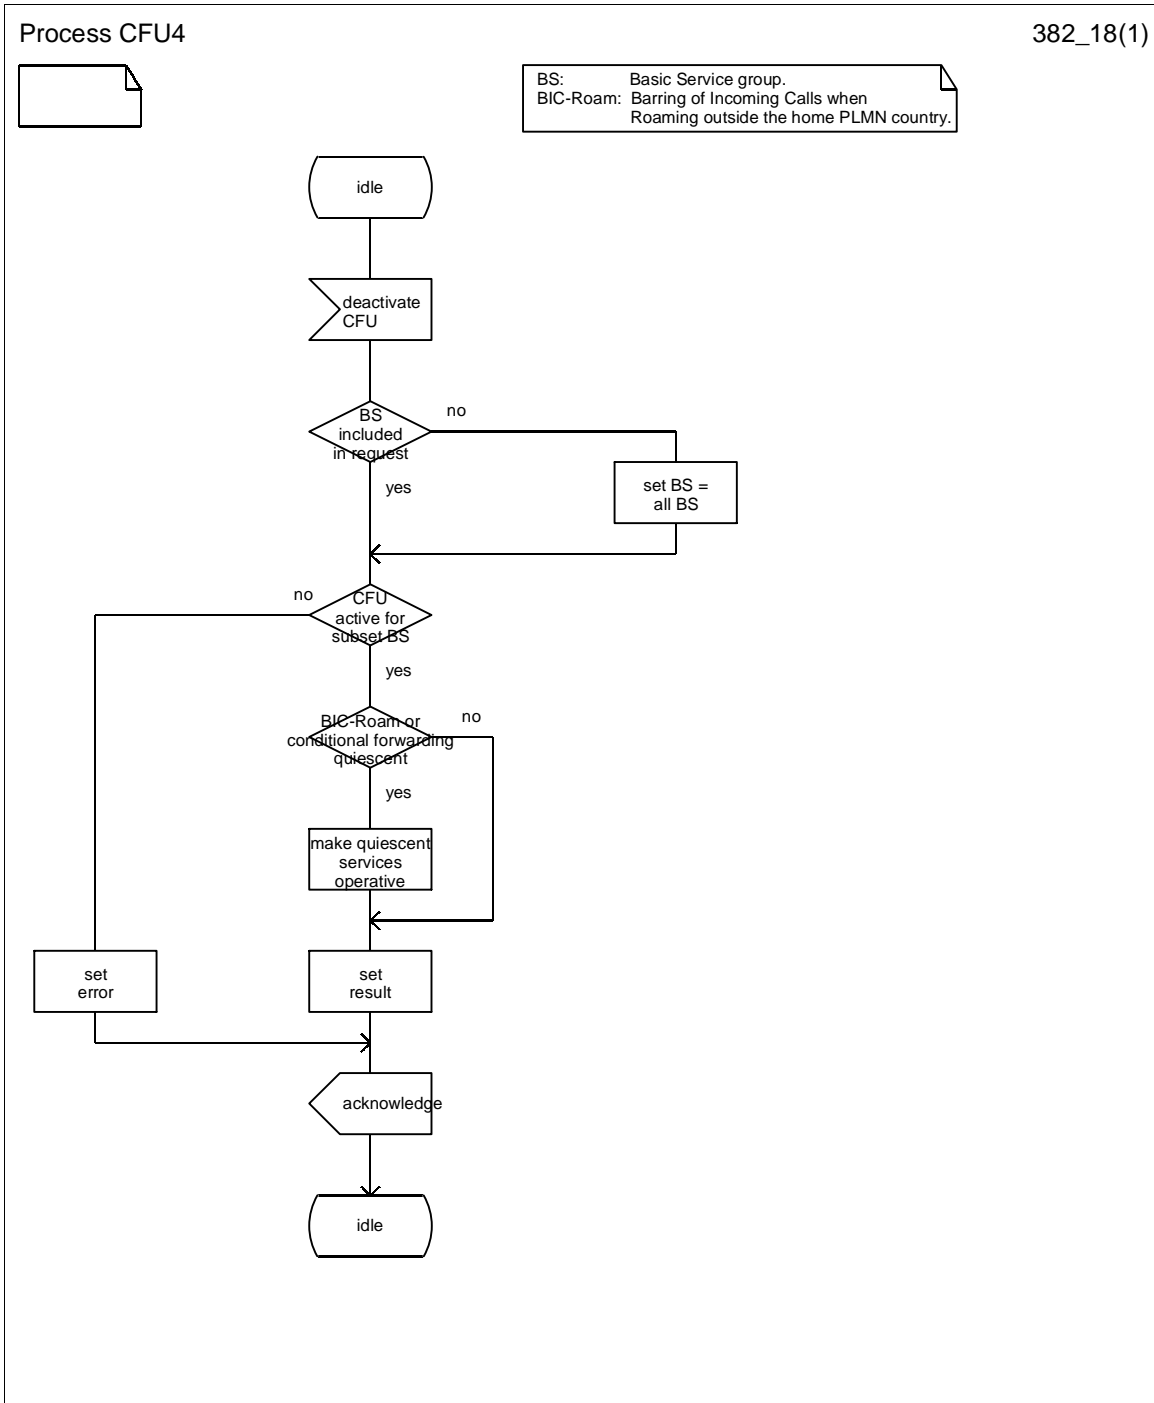 Process CFU4
382_18(1)
BS: Basic Service group.
BIC-Roam: Barring of Incoming Calls when
Roaming outside the home PLMN country.
idle
deactivate
CFU
BS
included
in request
no
yes
set BS =
all BS
no
CFU
active for
subset BS
yes
BIC-Roam or
conditional forwarding
quiescent
no
yes
make quiescent
services
operative
set
error
set
result
acknowledge
idle